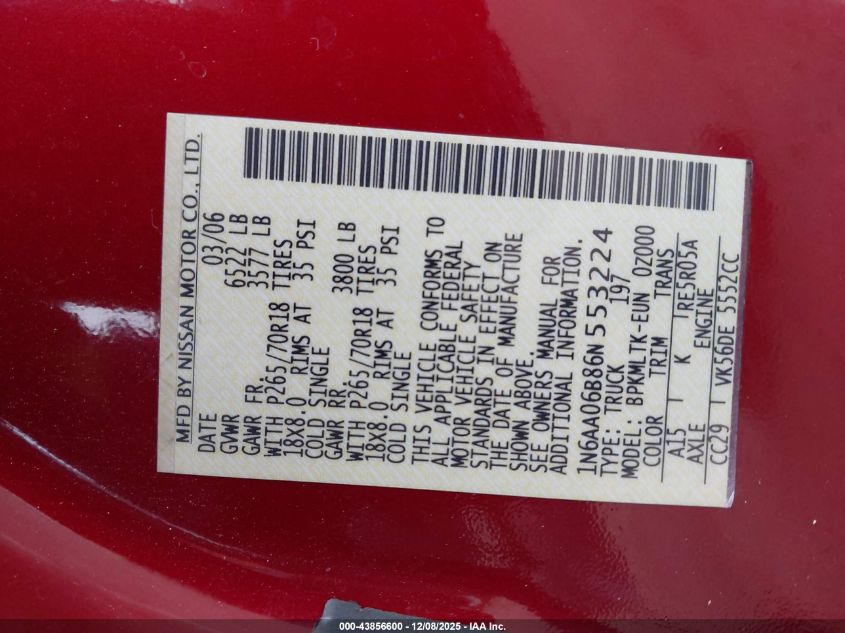 MFD BY NISSAN MOTOR CO., LTD.
DATE 03/06
GVWR 6522 LB
GAWR FR. 3577 LB
WITH P265/70R18 TIRES
18X8.0 RIMS AT 35 PSI
COLD SINGLE
GAWR RR. 3800 LB
WITH P265/70R18 TIRES
18X8.0 RIMS AT 35 PSI
COLD SINGLE
THIS VEHICLE CONFORMS TO
ALL APPLICABLE FEDERAL
MOTOR VEHICLE SAFETY
STANDARDS IN EFFECT ON
THE DATE OF MANUFACTURE
SHOWN ABOVE.
SEE OWNERS MANUAL FOR
ADDITIONAL INFORMATION.
1N6AA06B86N553224
TYPE: TRUCK 197
MODEL: BPKMLTK-EUN 0Z000
COLOR TRIM TRANS
A15 K RE5R05A
AXLE ENGINE
CC29 VK56DE 5552CC
000-43856600 - 12/08/2025 - IAA Inc.